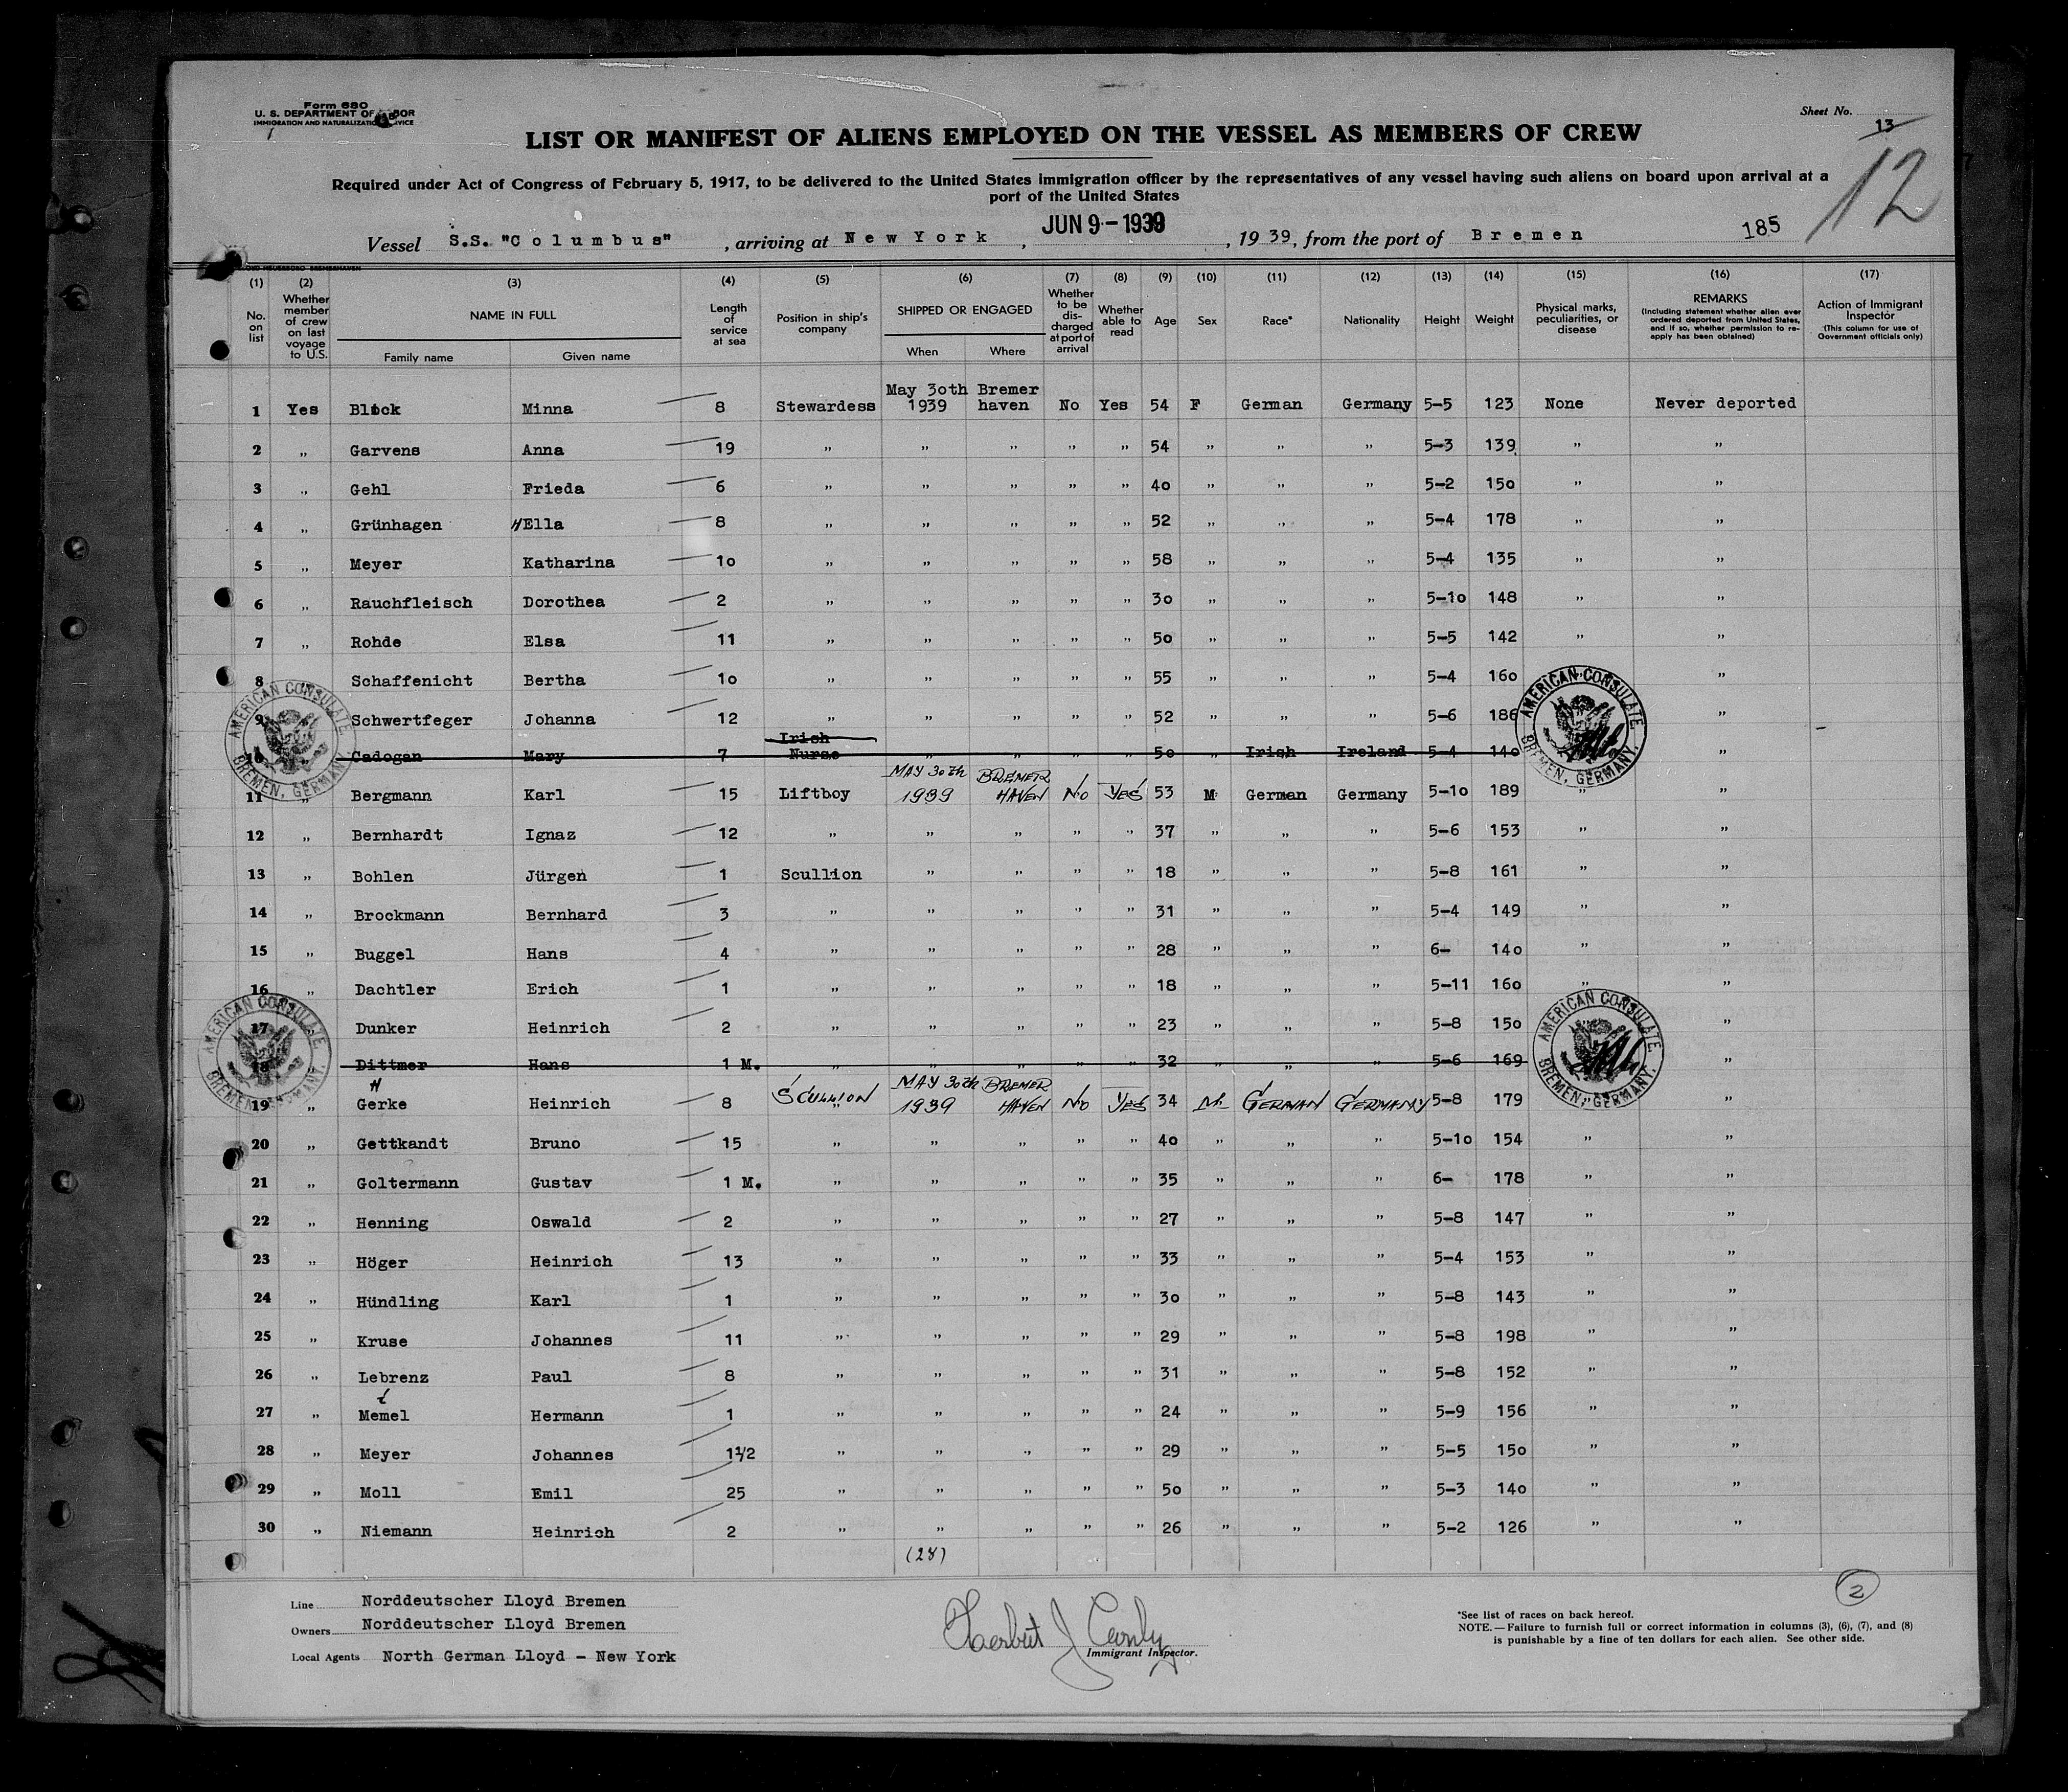 Form 680
U. S. DEPARTMENT OF LABOR
IMMIGRATION AND NATURALIZATION SERVICE
Sheet No. 13
12
LIST OR MANIFEST OF ALIENS EMPLOYED ON THE VESSEL AS MEMBERS OF CREW
Required under Act of Congress of February 5, 1917, to be delivered to the United States immigration officer by the representatives of any vessel having such aliens on board upon arrival at a
port of the United States
JUN 9 - 1939
185
Vessel S.S. "Columbus", arriving at New York, , 1939, from the port of Bremen
(1) (2) (3) (4) (5) (6) (7) (8) (9) (10) (11) (12) (13) (14) (15) (16) (17)
No. on list
Whether member of crew on last voyage to U.S.
NAME IN FULL
Family name Given name
Length of service at sea
Position in ship's company
SHIPPED OR ENGAGED
When Where
Whether to be discharged at port of arrival
Whether able to read
Age
Sex
Race*
Nationality
Height
Weight
Physical marks, peculiarities, or disease
REMARKS
(Including statement whether alien ever ordered deported from United States, and if so, whether permission to reapply has been obtained)
Action of Immigrant Inspector
(This column for use of Government officials only)
May 30th Bremer
1 Yes Block Minna 8 Stewardess 1939 haven No Yes 54 F German Germany 5-5 123 None Never deported
2 " Garvens Anna 19 " " " " " 54 " " " 5-3 139 " "
3 " Gehl Frieda 6 " " " " " 40 " " " 5-2 150 " "
4 " Grünhagen HElla 8 " " " " " 52 " " " 5-4 178 " "
5 " Meyer Katharina 10 " " " " " 58 " " " 5-4 135 " "
6 " Rauchfleisch Dorothea 2 " " " " " 30 " " " 5-10 148 " "
7 " Rohde Elsa 11 " " " " " 50 " " " 5-5 142 " "
8 Schaffenicht Bertha 10 " " " " " 55 " " " 5-4 160 "
9 Schwertfeger Johanna 12 " " " " " 52 " " " 5-6 186 "
Irish
10 Cadogan Mary 7 Nurse " " " " 50 " Irish Ireland 5-4 140 "
MAY 30th BREMER
11 " Bergmann Karl 15 Liftboy 1939 HAVEN No YES 53 M German Germany 5-10 189 " "
12 " Bernhardt Ignaz 12 " " " " " 37 " " " 5-6 153 " "
13 " Bohlen Jürgen 1 Scullion " " " " 18 " " " 5-8 161 " "
14 " Brockmann Bernhard 3 " " " " " 31 " " " 5-4 149 " "
15 " Buggel Hans 4 " " " " " 28 " " " 6- 140 " "
16 " Dachtler Erich 1 " " " " " 18 " " " 5-11 160 " "
17 Dunker Heinrich 2 " " " " " 23 " " " 5-8 150 "
18 Dittmer Hans 1 M. " " " " " 32 " " " 5-6 169 "
MAY 30th BREMER
19 " Gerke Heinrich 8 SCULLION 1939 HAVEN No YES 34 M. GERMAN GERMANY 5-8 179 " "
20 " Gettkandt Bruno 15 " " " " " 40 " " " 5-10 154 " "
21 " Goltermann Gustav 1 M. " " " " " 35 " " " 6- 178 " "
22 " Henning Oswald 2 " " " " " 27 " " " 5-8 147 " "
23 " Höger Heinrich 13 " " " " " 33 " " " 5-4 153 " "
24 " Hündling Karl 1 " " " " " 30 " " " 5-8 143 " "
25 " Kruse Johannes 11 " " " " " 29 " " " 5-8 198 " "
26 " Lebrenz Paul 8 " " " " " 31 " " " 5-8 152 " "
27 " Memel Hermann 1 " " " " " 24 " " " 5-9 156 " "
28 " Meyer Johannes 1 1/2 " " " " " 29 " " " 5-5 150 " "
29 " Moll Emil 25 " " " " " 50 " " " 5-3 140 " "
30 " Niemann Heinrich 2 " " " " " 26 " " " 5-2 126 " "
(28)
AMERICAN CONSULATE
BREMEN, GERMANY.
AMERICAN CONSULATE
BREMEN, GERMANY.
AMERICAN CONSULATE
BREMEN, GERMANY.
AMERICAN CONSULATE
BREMEN, GERMANY.
2
Line Norddeutscher Lloyd Bremen
Owners Norddeutscher Lloyd Bremen
Local Agents North German Lloyd - New York
Immigrant Inspector.
*See list of races on back hereof.
NOTE.—Failure to furnish full or correct information in columns (3), (6), (7), and (8)
is punishable by a fine of ten dollars for each alien. See other side.